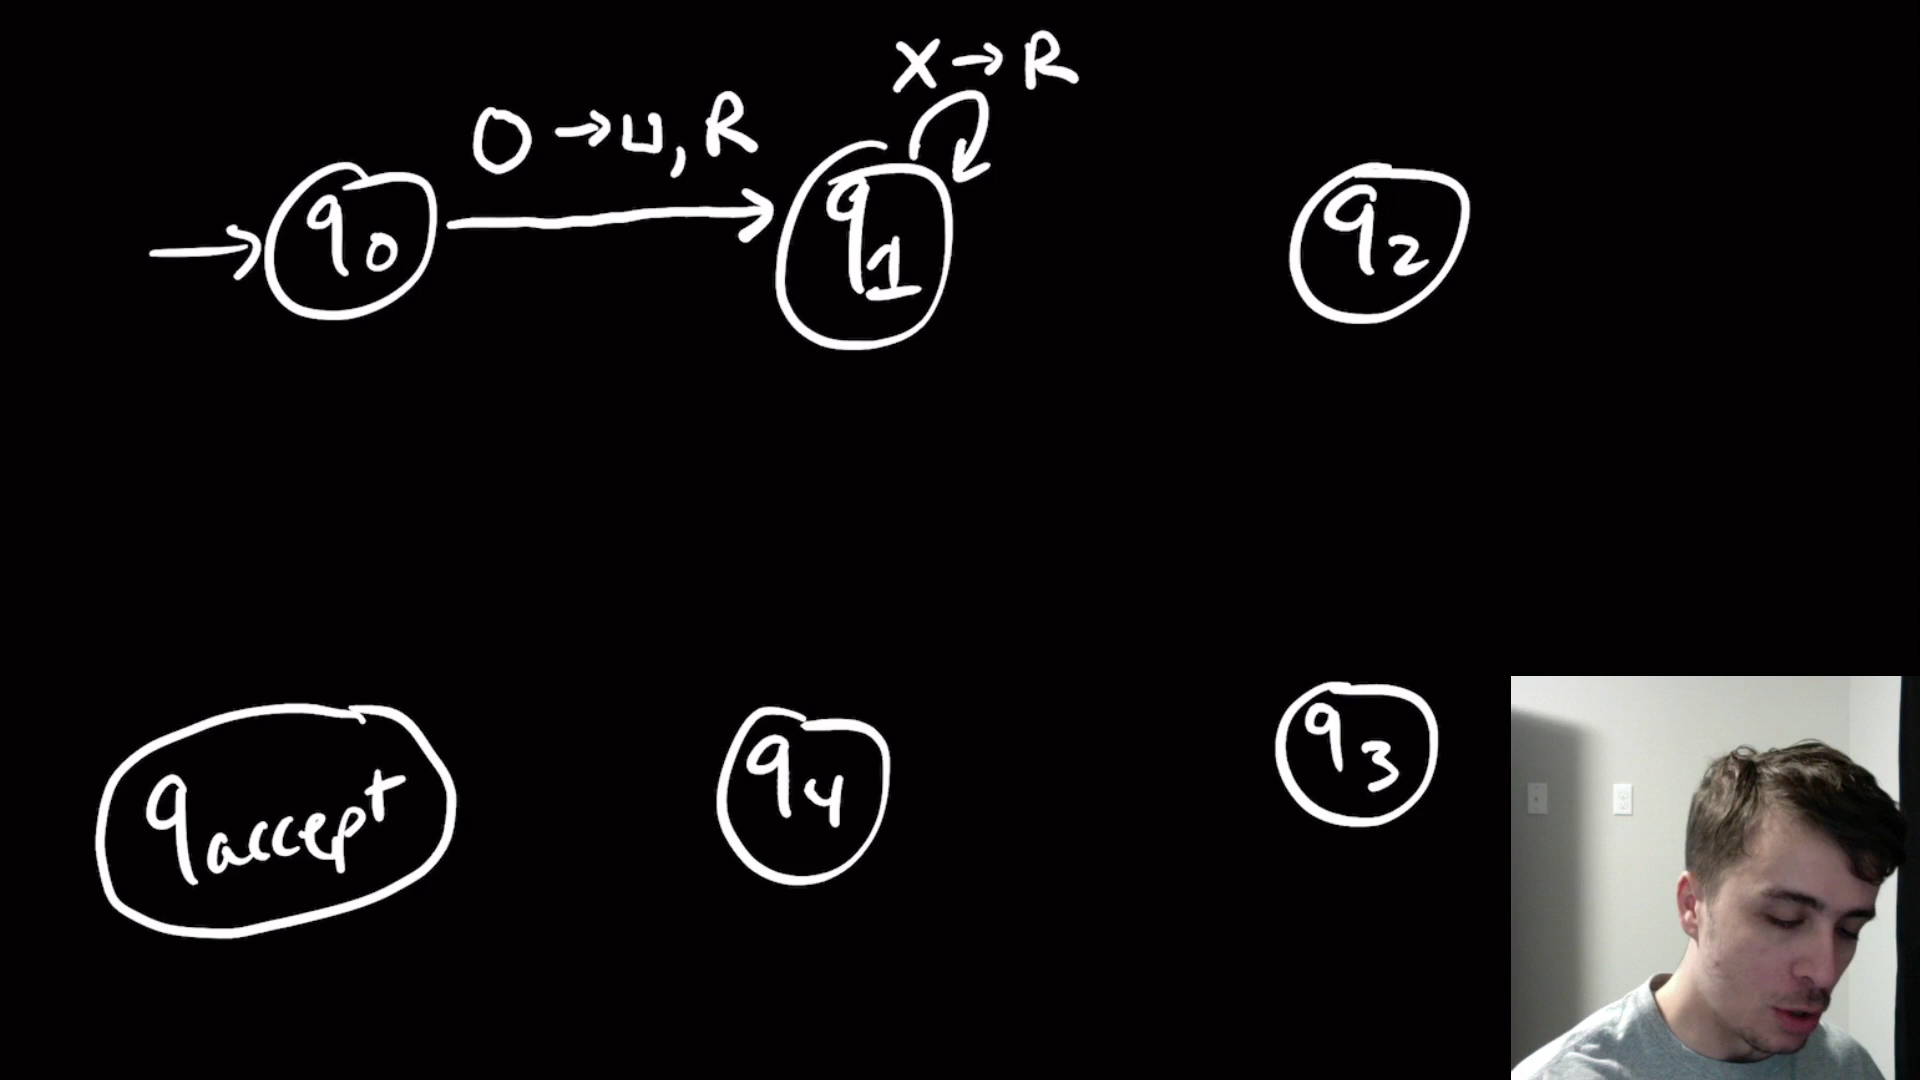 x → R
0 → ⊔, R
q0
q1
q2
qaccept
q4
q3